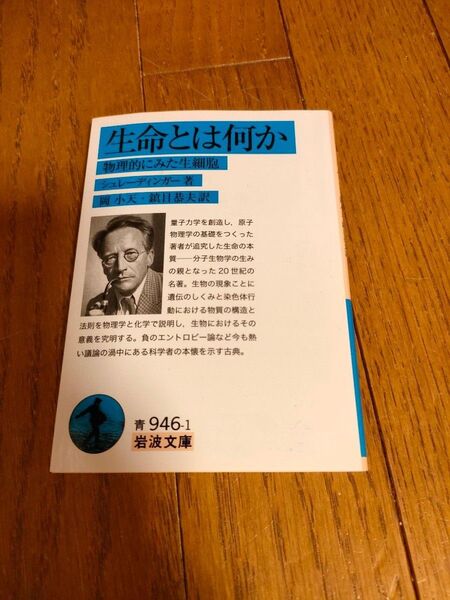 生命とは何か
物理的にみた生細胞
シュレーディンガー 著
岡 小天・鎮目恭夫 訳
量子力学を創造し，原子
物理学の基礎をつくった
著者が追究した生命の本
質──分子生物学の生み
の親となった20世紀の
名著。生物の現象ことに
遺伝のしくみと染色体行
動における物質の構造と
法則を物理学と化学で説明し，生物におけるその
意義を究明する。負のエントロピー論など今も熱
い議論の渦中にある科学者の本懐を示す古典。
青 946-1
岩波文庫